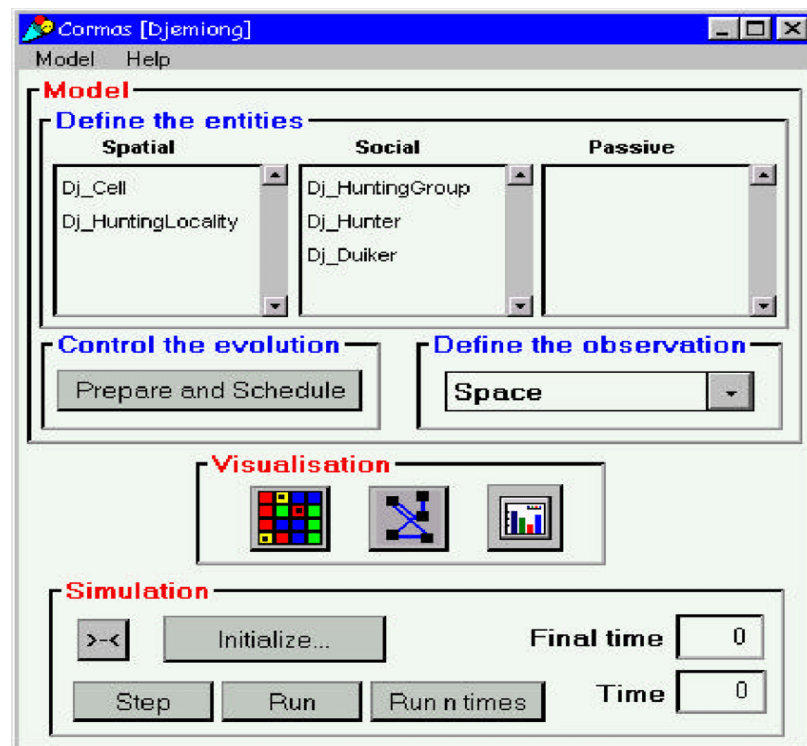 Cormas [Djemiong]
Model Help
Model
Define the entities
Spatial Social Passive
Dj_Cell Dj_HuntingGroup
Dj_HuntingLocality Dj_Hunter
Dj_Duiker
Control the evolution Define the observation
Prepare and Schedule Space
Visualisation
Simulation
>-< Initialize... Final time 0
Step Run Run n times Time 0